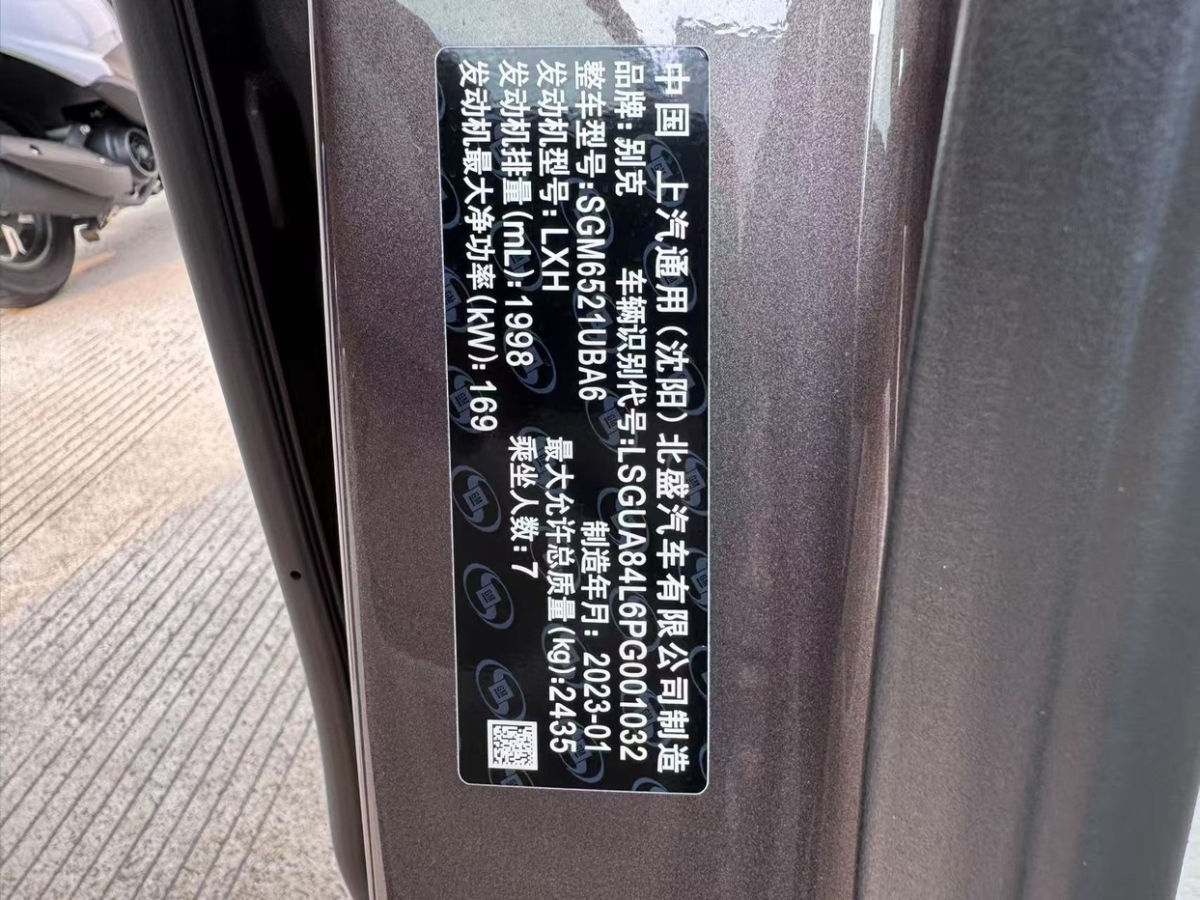 中国 上汽通用(沈阳)北盛汽车有限公司制造
品牌:别克 车辆识别代号:LSGUA84L6PG001032
整车型号:SGM6521UBA6 制造年月:2023-01
发动机型号:LXH 最大允许总质量(kg):2435
发动机排量(mL):1998 乘坐人数:7
发动机最大净功率(kW):169